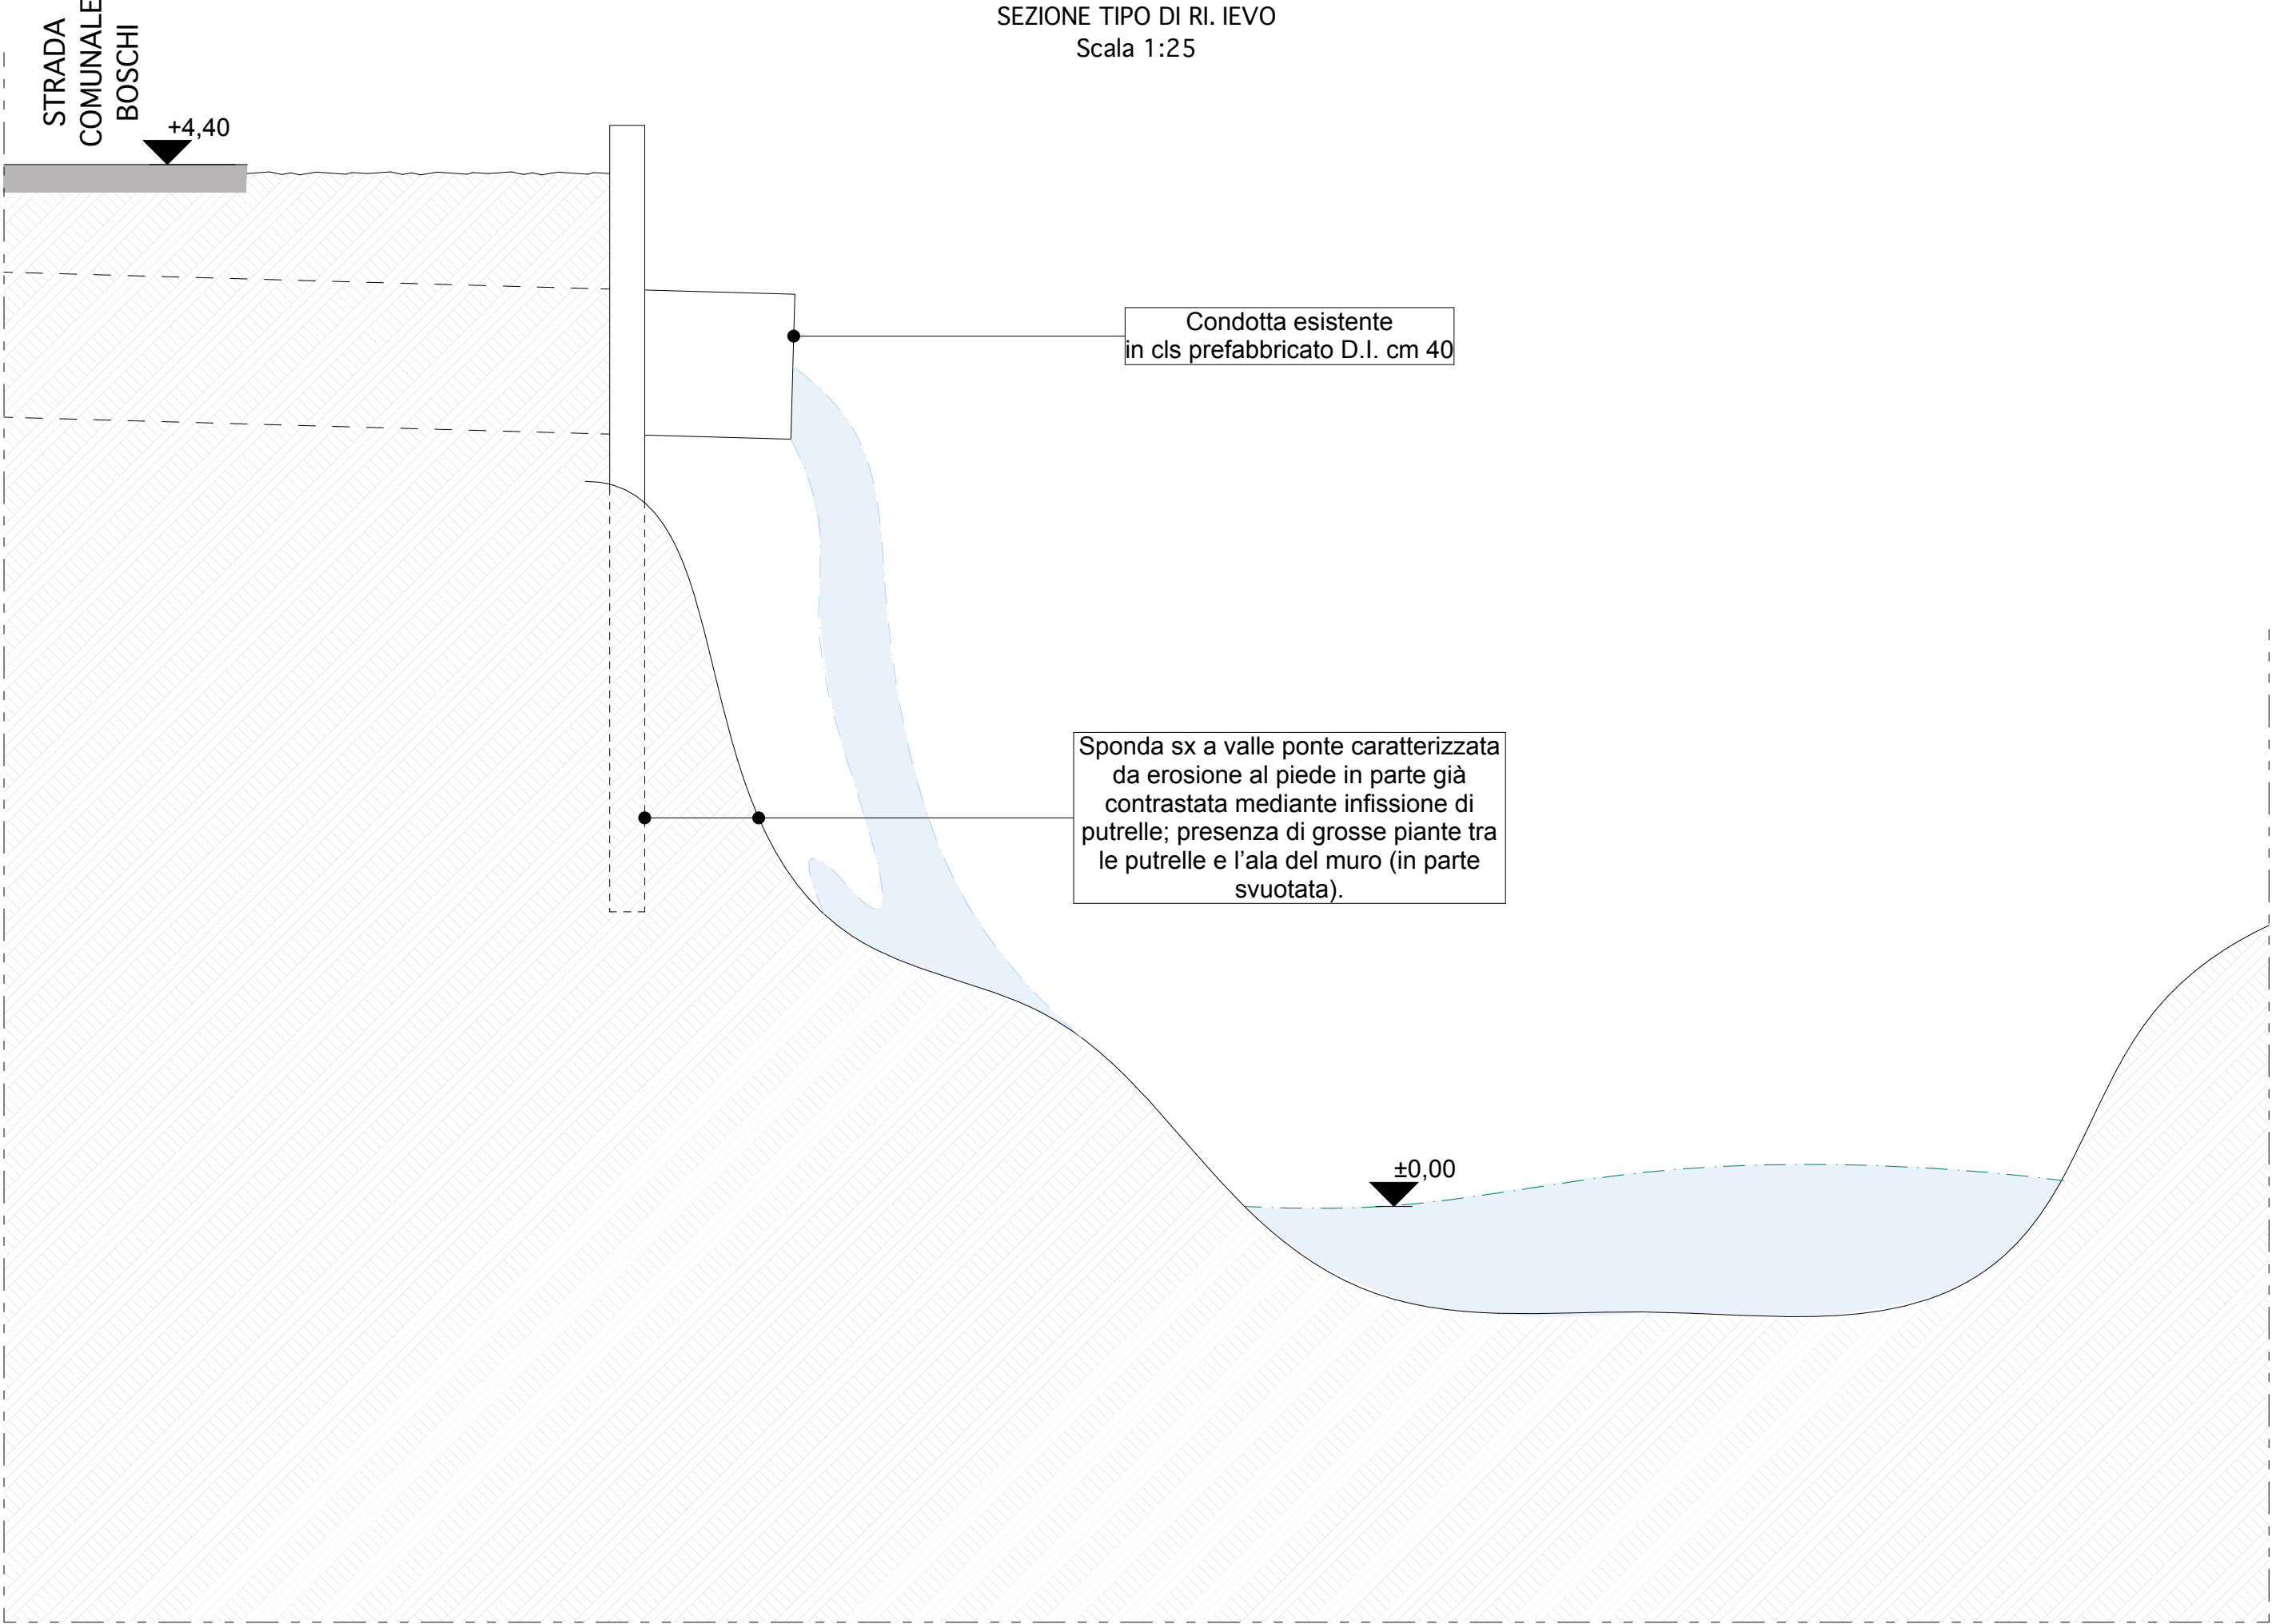 SEZIONE TIPO DI RI. IEVO
Scala 1:25
STRADA
COMUNALE
BOSCHI
+4,40
Condotta esistente
in cls prefabbricato D.I. cm 40
Sponda sx a valle ponte caratterizzata
da erosione al piede in parte già
contrastata mediante infissione di
putrelle; presenza di grosse piante tra
le putrelle e l'ala del muro (in parte
svuotata).
±0,00